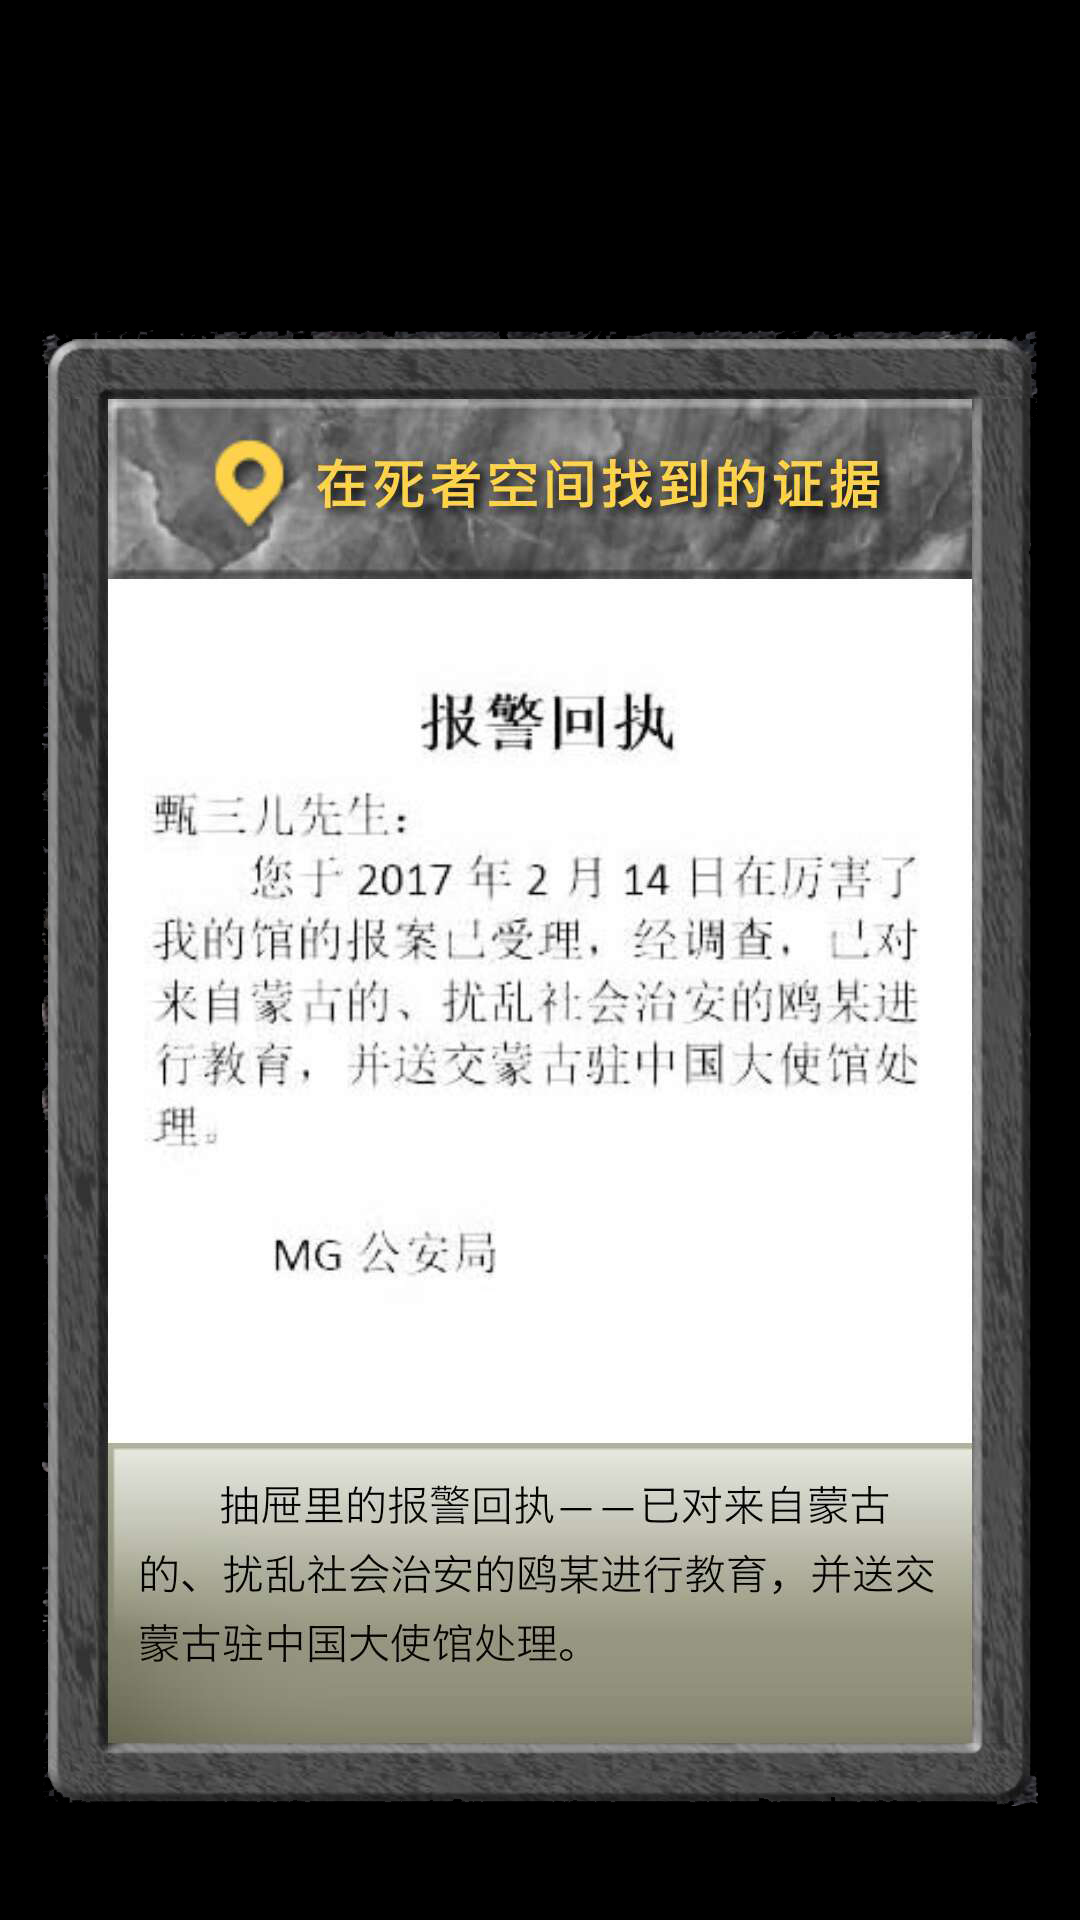 在死者空间找到的证据
报警回执
甄三儿先生：
您于 2017 年 2 月 14 日在厉害了
我的馆的报案已受理，经调查，已对
来自蒙古的、扰乱社会治安的鸥某进
行教育，并送交蒙古驻中国大使馆处
理。
MG 公安局
抽屉里的报警回执——已对来自蒙古
的、扰乱社会治安的鸥某进行教育，并送交
蒙古驻中国大使馆处理。